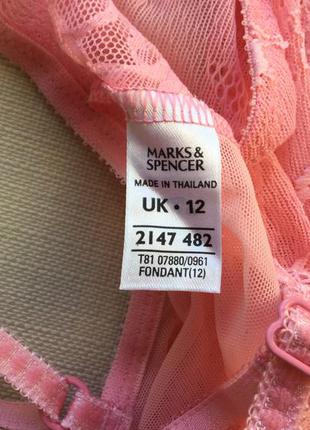 MARKS &
SPENCER
MADE IN THAILAND
UK • 12
2147 482
T81 07880/0961
FONDANT(12)